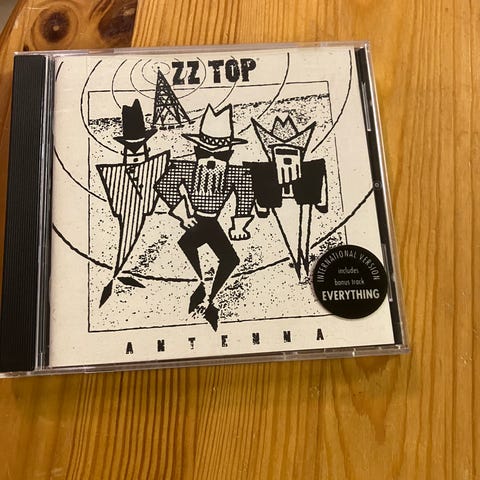 ZZ TOP
ANTENNA
INTERNATIONAL VERSION
includes
bonus track
EVERYTHING